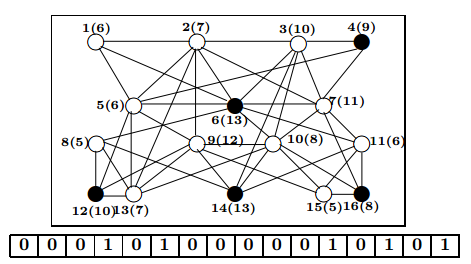 1(6) 2(7) 3(10) 4(9)
5(6) 6(13) 7(11)
8(5) 9(12) 10(8) 11(6)
12(10) 13(7) 14(13) 15(5) 16(8)
0 0 0 1 0 1 0 0 0 0 0 1 0 1 0 1